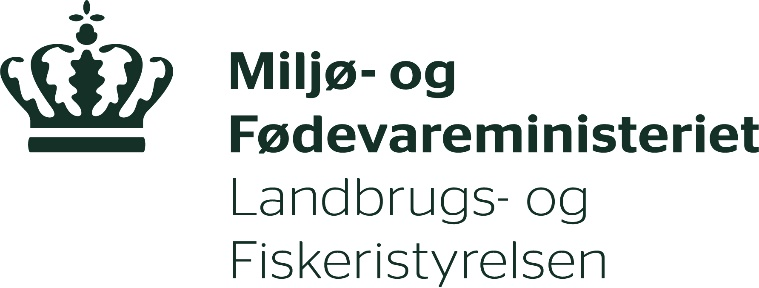 Miljø- og
Fødevareministeriet
Landbrugs- og
Fiskeristyrelsen